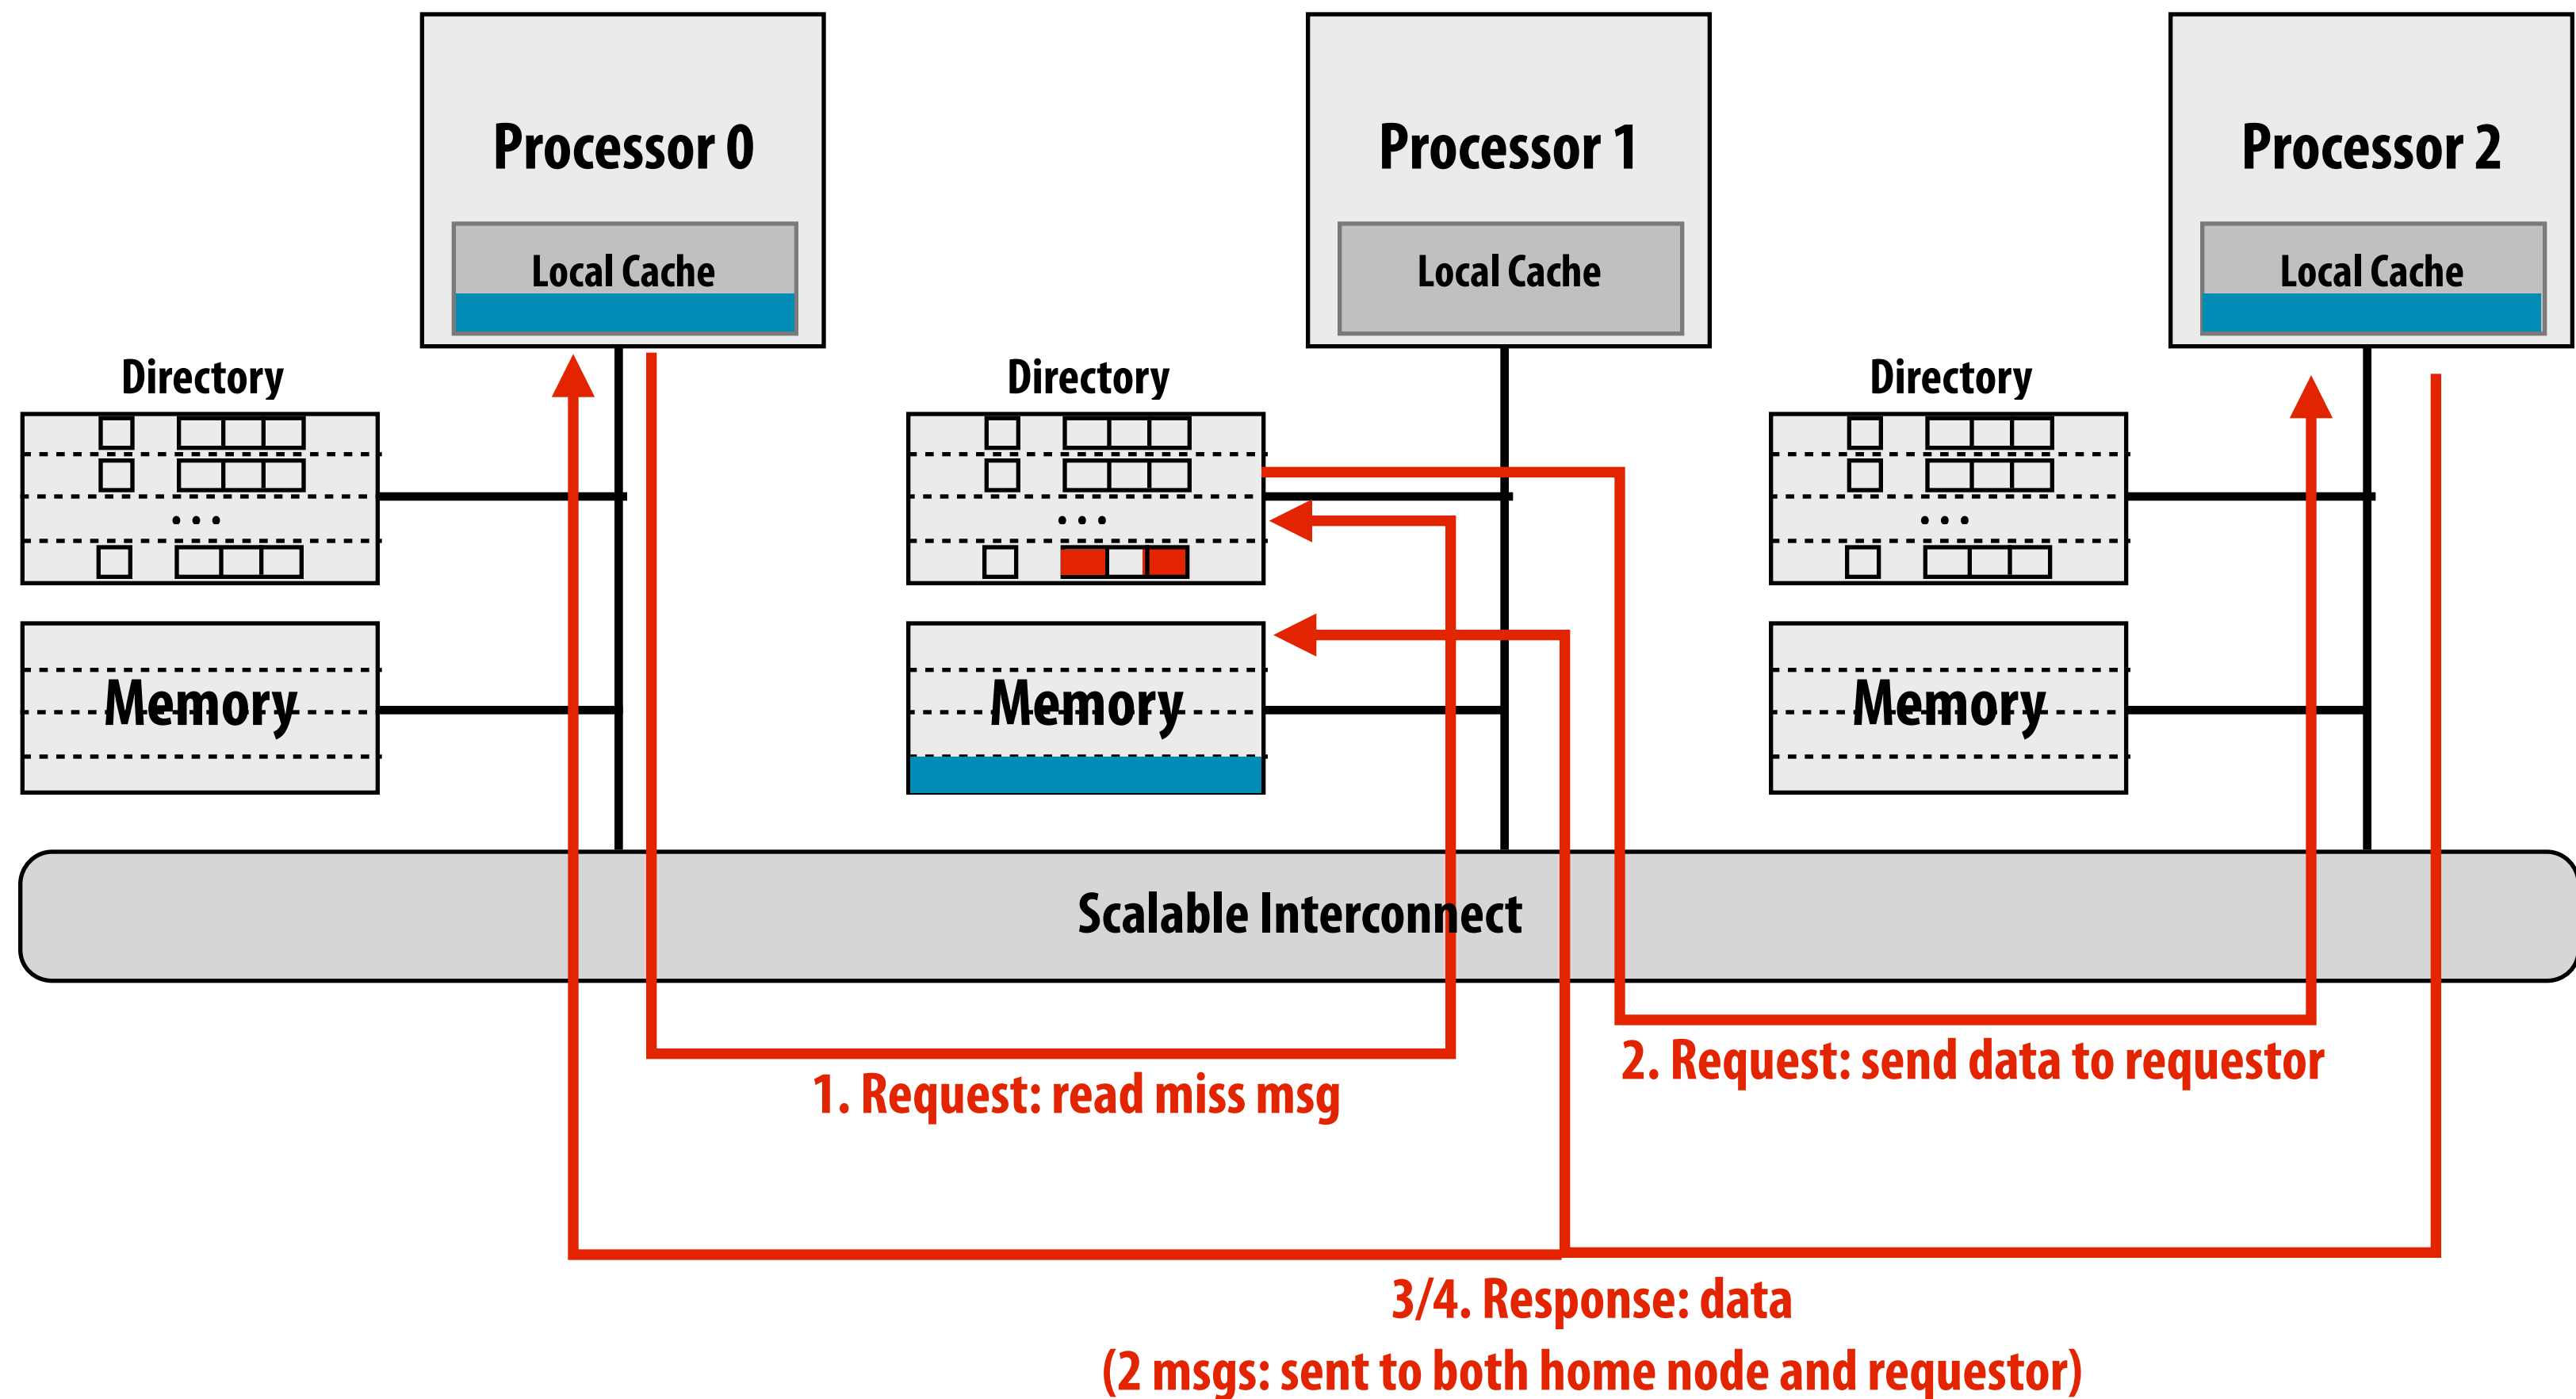 Processor 0
Processor 1
Processor 2
Local Cache
Local Cache
Local Cache
Directory
Directory
Directory
• • •
• • •
• • •
Memory
Memory
Memory
Scalable Interconnect
1. Request: read miss msg
2. Request: send data to requestor
3/4. Response: data
(2 msgs: sent to both home node and requestor)